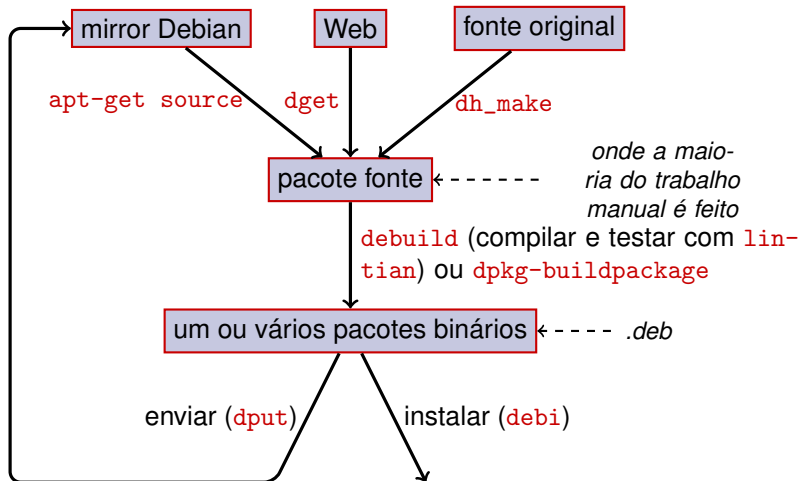 mirror Debian
Web
fonte original
apt-get source
dget
dh_make
pacote fonte
onde a maio-
ria do trabalho
manual é feito
debuild (compilar e testar com lin-
tian) ou dpkg-buildpackage
um ou vários pacotes binários
.deb
enviar (dput)
instalar (debi)